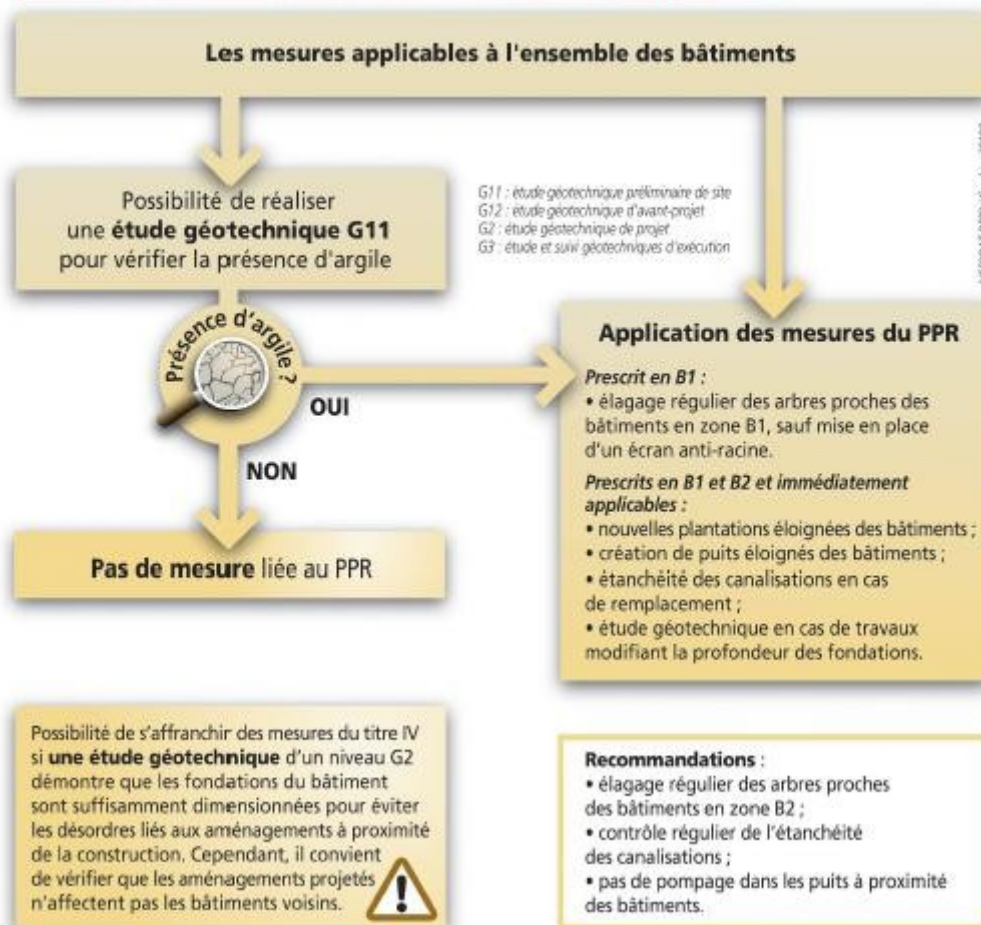 Les mesures applicables à l'ensemble des bâtiments
Possibilité de réaliser
une étude géotechnique G11
pour vérifier la présence d'argile
G11 : étude géotechnique préliminaire de site
G12 : étude géotechnique d'avant-projet
G2 : étude géotechnique de projet
G3 : étude et suivi géotechniques d'exécution
Présence d'argile ?
OUI
NON
Pas de mesure liée au PPR
Application des mesures du PPR
Prescrit en B1 :
• élagage régulier des arbres proches des
bâtiments en zone B1, sauf mise en place
d'un écran anti-racine.
Prescrits en B1 et B2 et immédiatement
applicables :
• nouvelles plantations éloignées des bâtiments ;
• création de puits éloignés des bâtiments ;
• étanchéité des canalisations en cas
de remplacement ;
• étude géotechnique en cas de travaux
modifiant la profondeur des fondations.
Possibilité de s'affranchir des mesures du titre IV
si une étude géotechnique d'un niveau G2
démontre que les fondations du bâtiment
sont suffisamment dimensionnées pour éviter
les désordres liés aux aménagements à proximité
de la construction. Cependant, il convient
de vérifier que les aménagements projetés
n'affectent pas les bâtiments voisins.
Recommandations :
• élagage régulier des arbres proches
des bâtiments en zone B2 ;
• contrôle régulier de l'étanchéité
des canalisations ;
• pas de pompage dans les puits à proximité
des bâtiments.